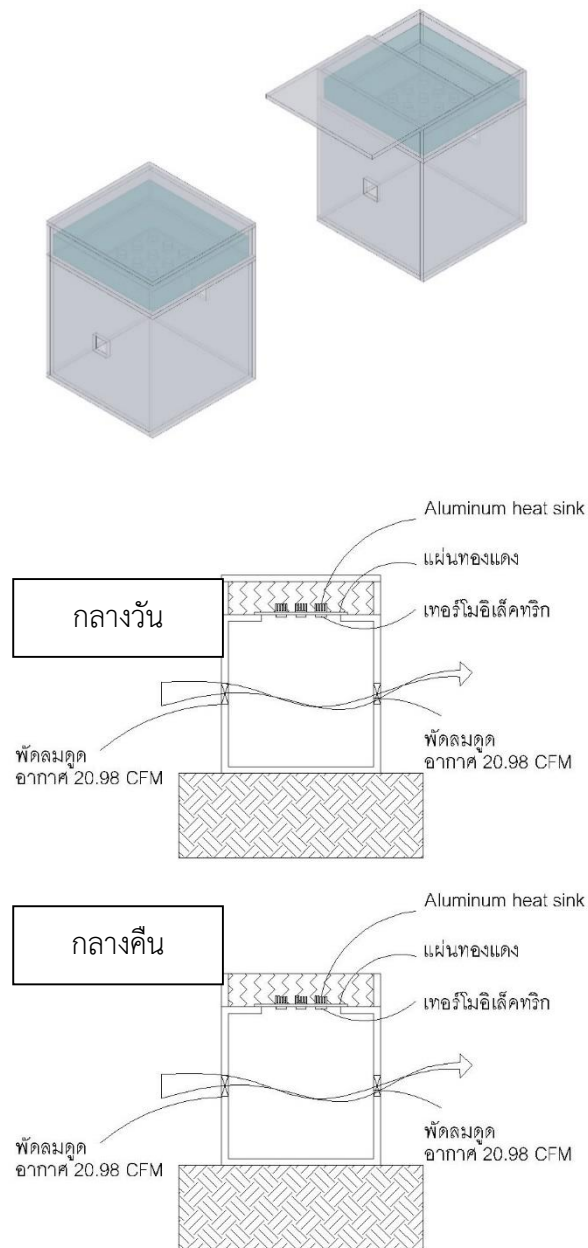 Aluminum heat sink
แผ่นทองแดง
กลางวัน
เทอร์โมอิเล็คทริก
พัดลมดูด
อากาศ 20.98 CFM
พัดลมดูด
อากาศ 20.98 CFM
Aluminum heat sink
กลางคืน
แผ่นทองแดง
เทอร์โมอิเล็คทริก
พัดลมดูด
อากาศ 20.98 CFM
พัดลมดูด
อากาศ 20.98 CFM